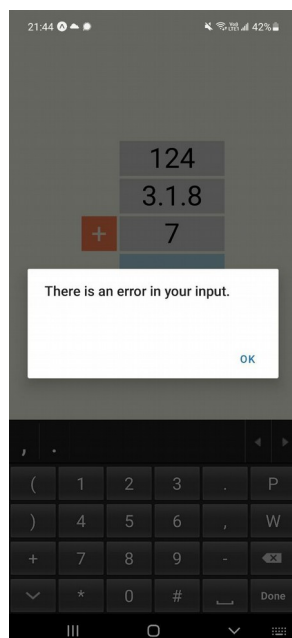 21:44 42%
124
3.1.8
+ 7
There is an error in your input.
OK
, .
( 1 2 3 . P
) 4 5 6 , W
+ 7 8 9 -
* 0 # Done